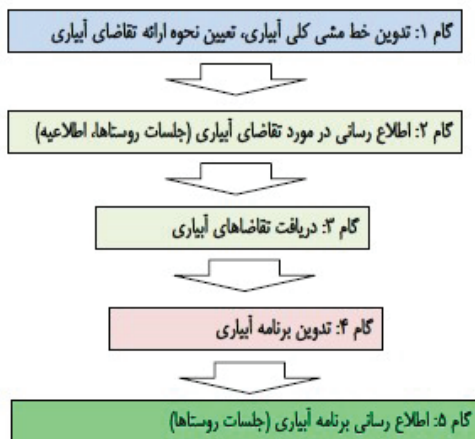 گام ۱: تدوین خط مشی کلی آبیاری، تعیین نحوه ارائه تقاضای آبیاری
گام ۲: اطلاع رسانی در مورد تقاضای آبیاری (جلسات روستاها، اطلاعیه)
گام ۳: دریافت تقاضاهای آبیاری
گام ۴: تدوین برنامه آبیاری
گام ۵: اطلاع رسانی برنامه آبیاری (جلسات روستاها)